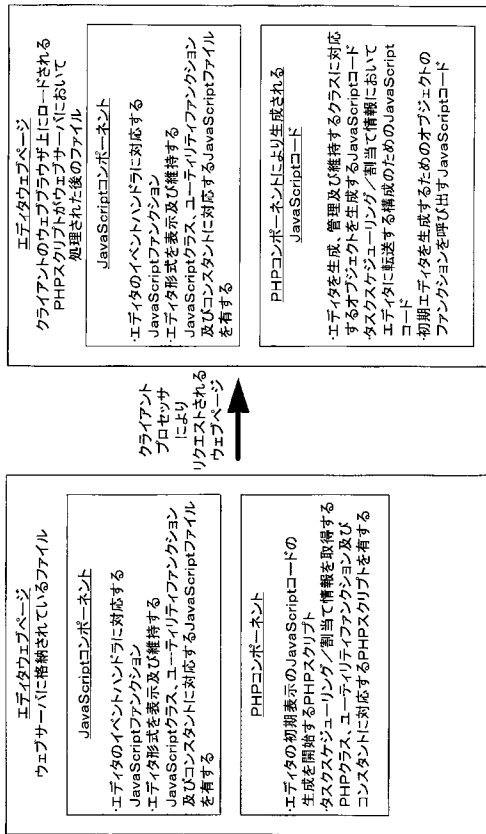 エディタウェブページ
ウェブサーバに格納されているファイル
JavaScriptコンポーネント
・エディタのイベントハンドラに対応する
JavaScriptファンクション
・エディタ形式を表示及び維持する
JavaScriptクラス、ユーティリティファンクション
及びコンスタントに対応するJavaScriptファイル
を有する
PHPコンポーネント
・エディタの初期表示のJavaScriptコードの
生成を開始するPHPスクリプト
・タスクスケジューリング/割当て情報を取得する
PHPクラス、ユーティリティファンクション及び
コンスタントに対応するPHPスクリプトを有する
クライアント
プロセッサ
により
リクエストされる
ウェブページ
エディタウェブページ
クライアントのウェブブラウザ上にロードされる
PHPスクリプトがウェブサーバにおいて
処理された後のファイル
JavaScriptコンポーネント
・エディタのイベントハンドラに対応する
JavaScriptファンクション
・エディタ形式を表示及び維持する
JavaScriptクラス、ユーティリティファンクション
及びコンスタントに対応するJavaScriptファイル
を有する
PHPコンポーネントにより生成される
JavaScriptコード
・エディタを生成、管理及び維持するクラスに対応
するオブジェクトを生成するJavaScriptコード
・タスクスケジューリング/割当て情報において
エディタに転送する構成のためのJavaScript
コード
・初期エディタを生成するためのオブジェクトの
ファンクションを呼び出すJavaScriptコード